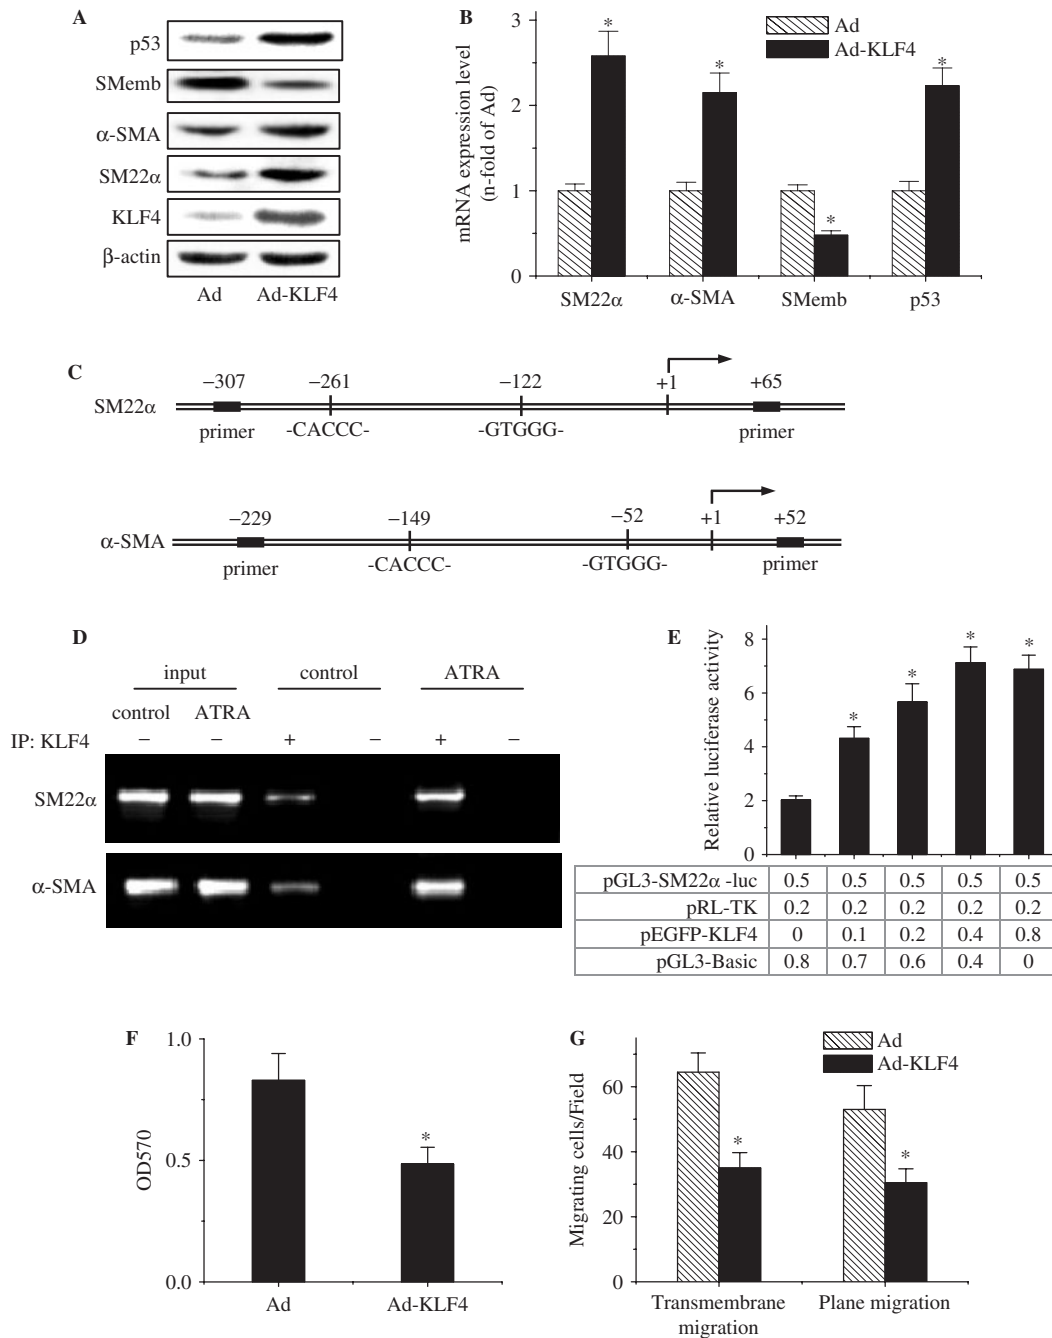 A
p53
SMemb
α-SMA
SM22α
KLF4
β-actin
Ad Ad-KLF4
B
Ad
Ad-KLF4
mRNA expression level
(n-fold of Ad)
3
2
1
0
* * * *
SM22α α-SMA SMemb p53
C
−307 −261 −122 +1 +65
SM22α
primer -CACCC- -GTGGG- primer
−229 −149 −52 +1 +52
α-SMA
primer -CACCC- -GTGGG- primer
D
input control ATRA
control ATRA
IP: KLF4 − − + − + −
SM22α
α-SMA
E
Relative luciferase activity
8
6
4
2
0
* * * *
pGL3-SM22α -luc 0.5 0.5 0.5 0.5 0.5
pRL-TK 0.2 0.2 0.2 0.2 0.2
pEGFP-KLF4 0 0.1 0.2 0.4 0.8
pGL3-Basic 0.8 0.7 0.6 0.4 0
F
OD570
1.0
0.5
0.0
*
Ad Ad-KLF4
G
Ad
Ad-KLF4
Migrating cells/Field
60
40
20
0
* *
Transmembrane Plane migration
migration